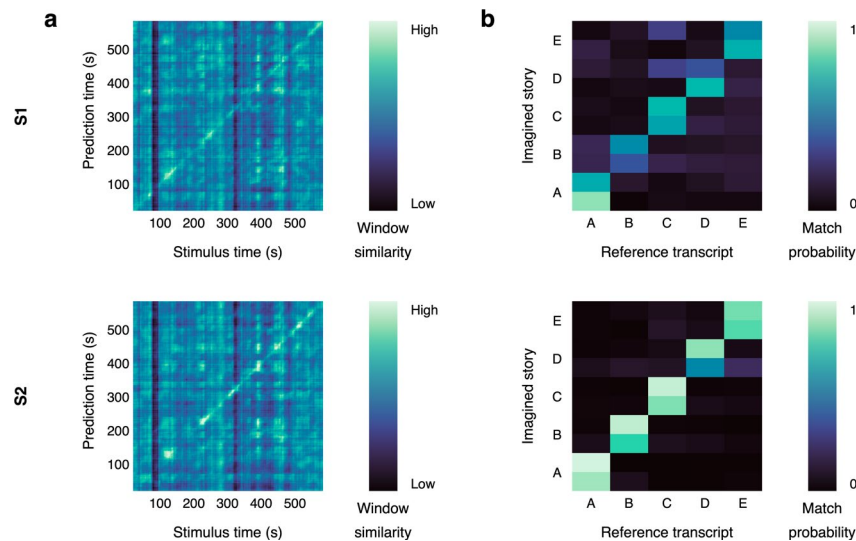 a
S1
Prediction time (s)
500
400
300
200
100
100 200 300 400 500
Stimulus time (s)
High
Low
Window
similarity
b
Imagined story
E
D
C
B
A
A B C D E
Reference transcript
1
0
Match
probability
S2
Prediction time (s)
500
400
300
200
100
100 200 300 400 500
Stimulus time (s)
High
Low
Window
similarity
Imagined story
E
D
C
B
A
A B C D E
Reference transcript
1
0
Match
probability